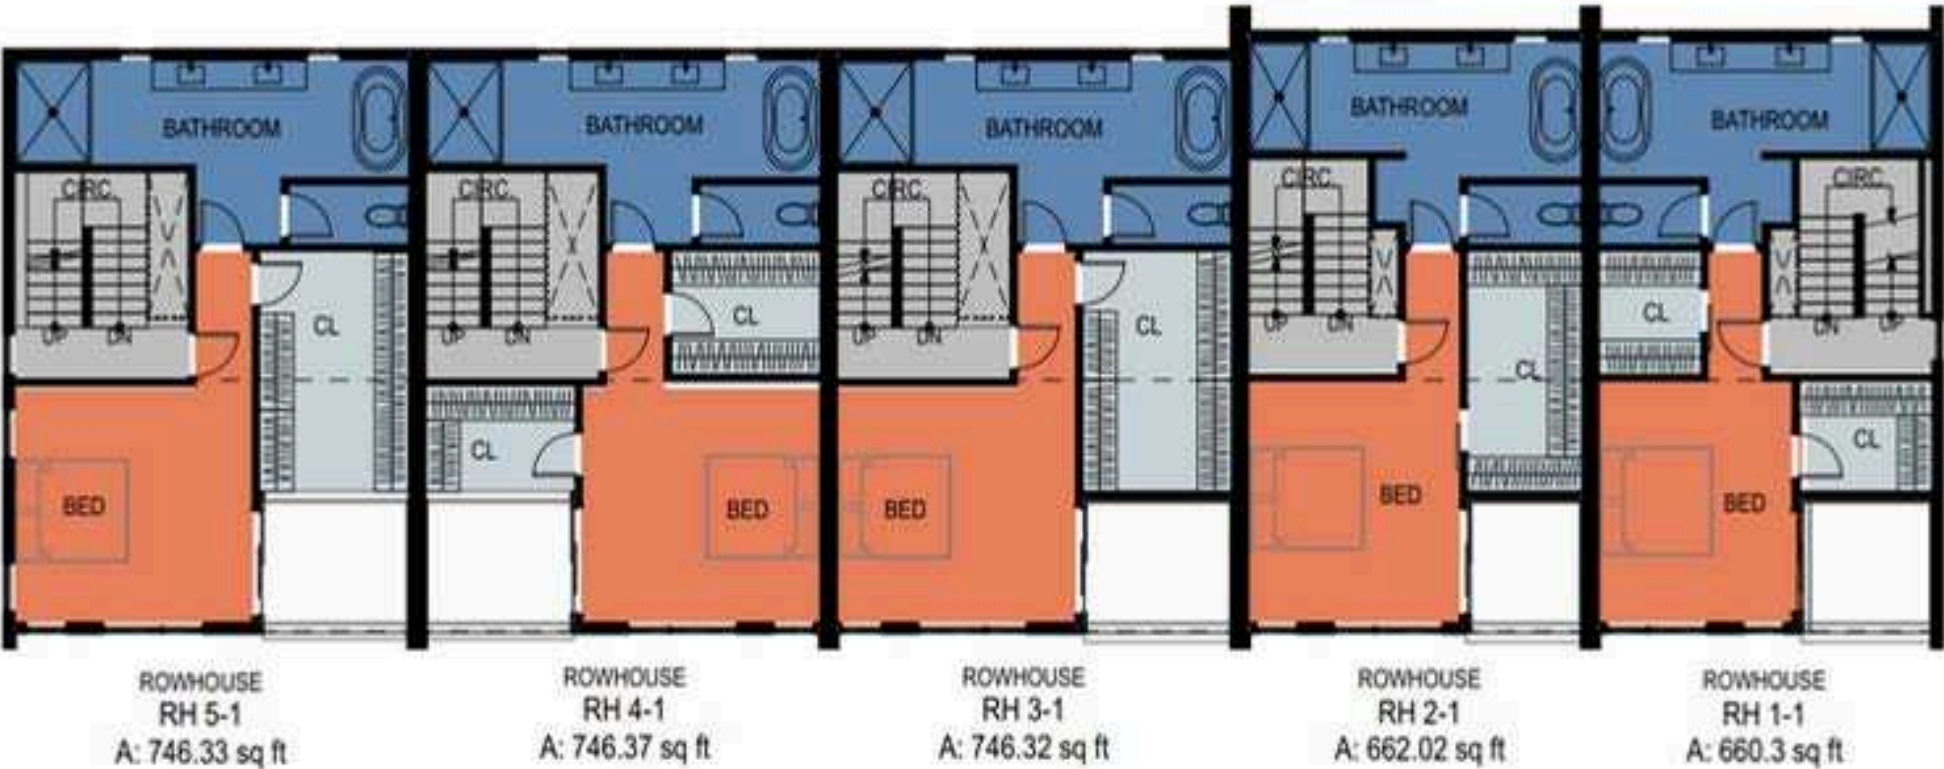 BATHROOM
BATHROOM
BATHROOM
BATHROOM
BATHROOM
CIRC.
CIRC.
CIRC.
CIRC.
CIRC.
UP DN
CL
UP DN
CL
UP DN
CL
UP DN
CL
CL
DN UP
BED
CL
BED
BED
BED
BED
CL
ROWHOUSE
RH 5-1
A: 746.33 sq ft
ROWHOUSE
RH 4-1
A: 746.37 sq ft
ROWHOUSE
RH 3-1
A: 746.32 sq ft
ROWHOUSE
RH 2-1
A: 662.02 sq ft
ROWHOUSE
RH 1-1
A: 660.3 sq ft